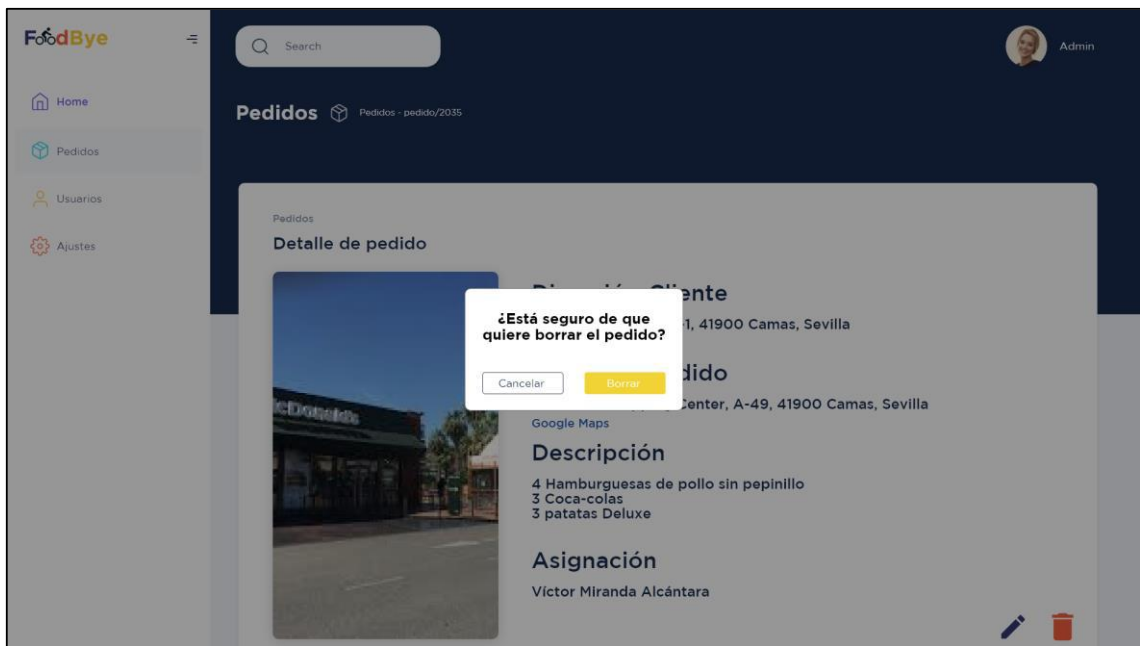 FoodBye
Search
Admin
Home
Pedidos
Pedidos - pedido/2035
Pedidos
Usuarios
Ajustes
Pedidos
Detalle de pedido
¿Está seguro de que
quiere borrar el pedido?
Cancelar
Borrar
1, 41900 Camas, Sevilla
Center, A-49, 41900 Camas, Sevilla
Google Maps
Descripción
4 Hamburguesas de pollo sin pepinillo
3 Coca-colas
3 patatas Deluxe
Asignación
Víctor Miranda Alcántara